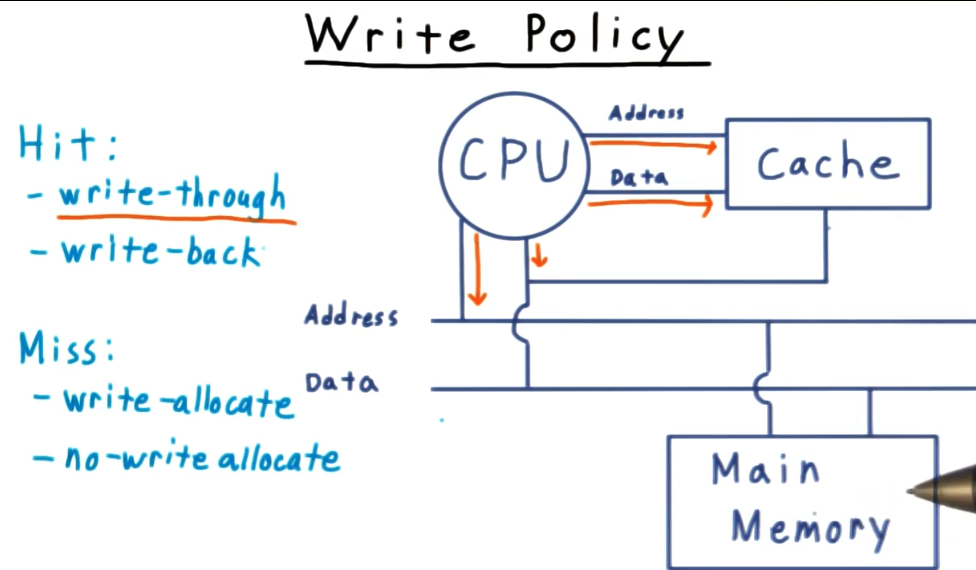 Write Policy
Hit:
- write-through
- write-back
Miss:
- write-allocate
- no-write allocate
CPU
Address
Data
Cache
Address
Data
Main
Memory